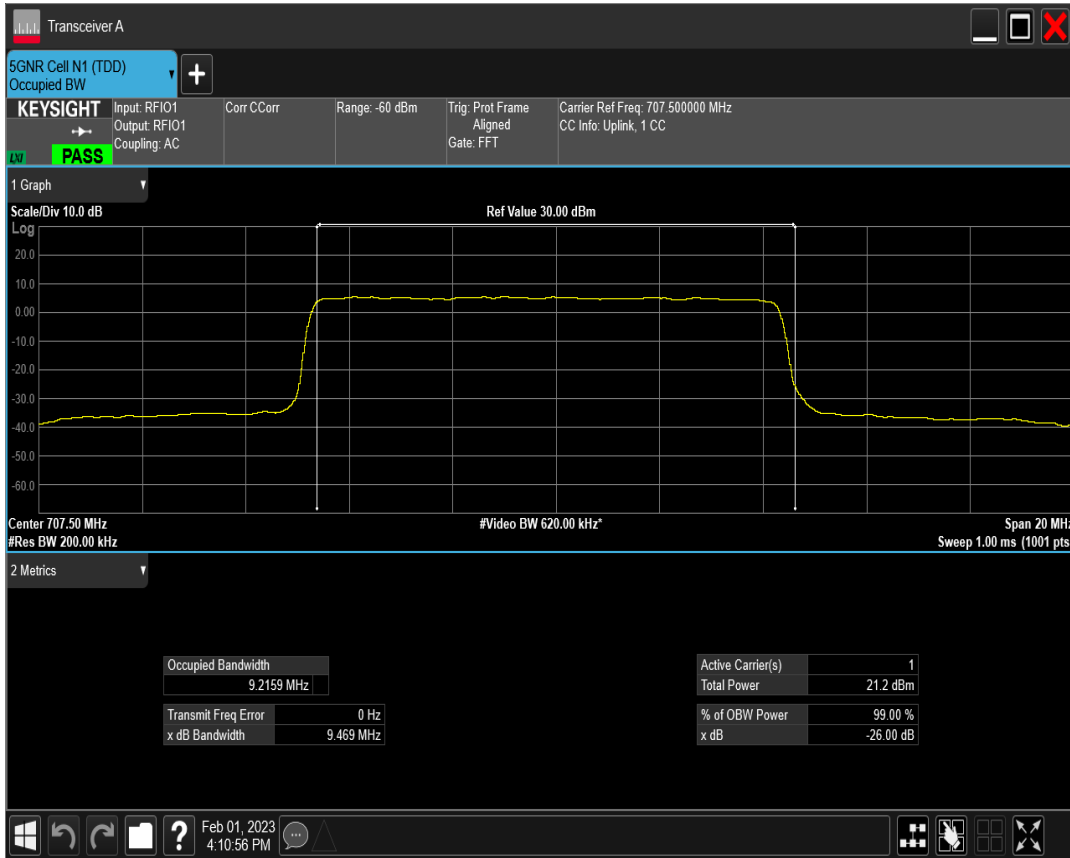 Transceiver A
5GNR Cell N1 (TDD)
Occupied BW
+
KEYSIGHT
LXI
PASS
Input: RFIO1
Output: RFIO1
Coupling: AC
Corr CCorr
Range: -60 dBm
Trig: Prot Frame
Aligned
Gate: FFT
Carrier Ref Freq: 707.500000 MHz
CC Info: Uplink, 1 CC
1 Graph
Scale/Div 10.0 dB
Ref Value 30.00 dBm
Log
20.0
10.0
0.00
-10.0
-20.0
-30.0
-40.0
-50.0
-60.0
Center 707.50 MHz
#Video BW 620.00 kHz*
Span 20 MHz
#Res BW 200.00 kHz
Sweep 1.00 ms (1001 pts
2 Metrics
Occupied Bandwidth
9.2159 MHz
Transmit Freq Error 0 Hz
x dB Bandwidth 9.469 MHz
Active Carrier(s) 1
Total Power 21.2 dBm
% of OBW Power 99.00 %
x dB -26.00 dB
?
Feb 01, 2023
4:10:56 PM